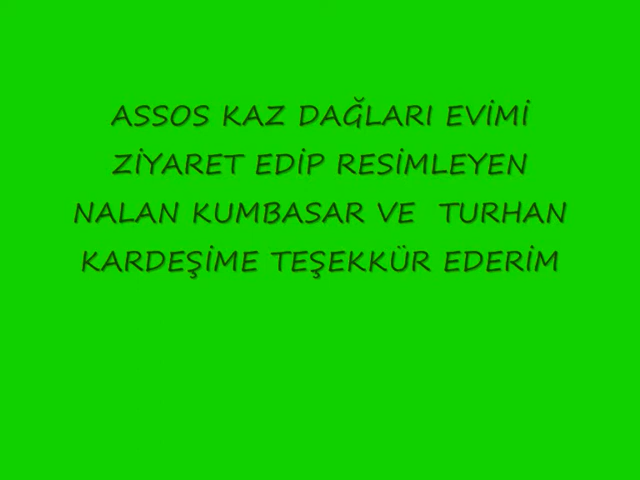 ASSOS KAZ DAĞLARI EVİMİ
ZİYARET EDİP RESİMLEYEN
NALAN KUMBASAR VE TURHAN
KARDEŞİME TEŞEKKÜR EDERİM